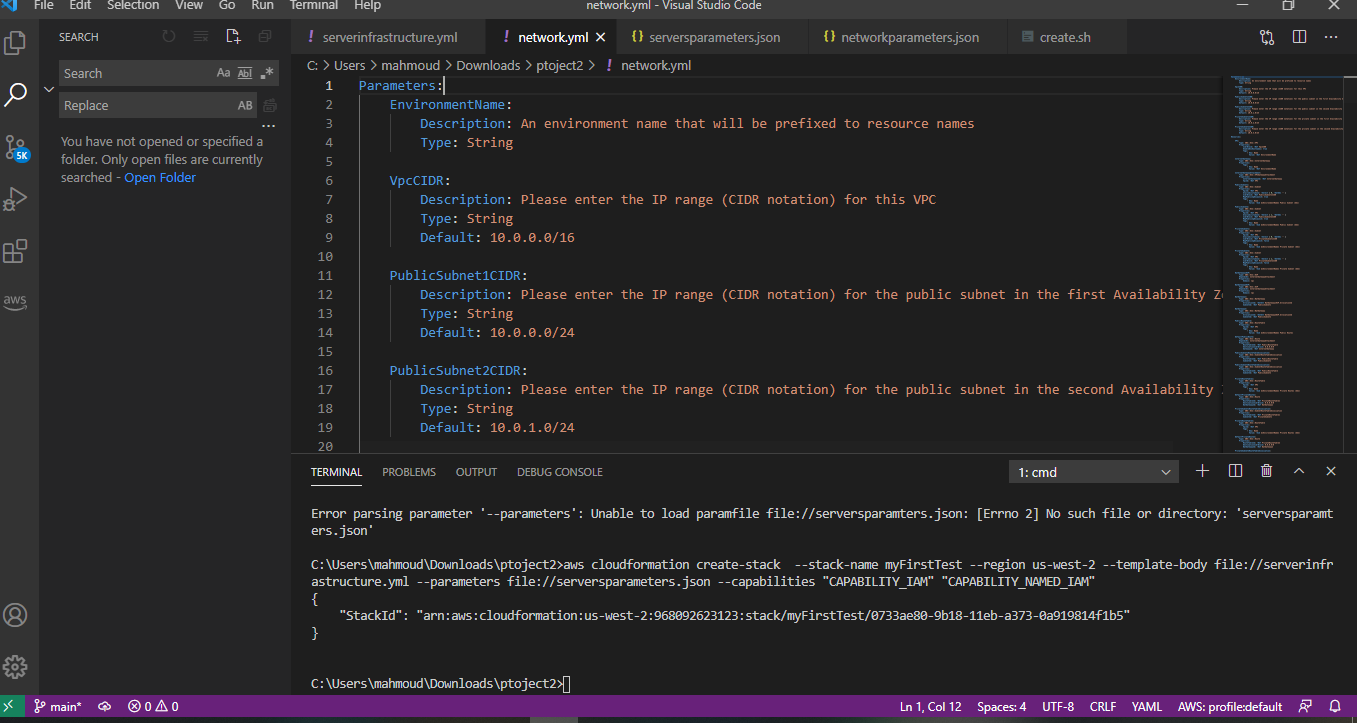 File Edit Selection View Go Run Terminal Help network.yml - Visual Studio Code
SEARCH
! serverinfrastructure.yml ! network.yml {} serversparameters.json {} networkparameters.json create.sh
C: > Users > mahmoud > Downloads > ptoject2 > ! network.yml
Search Aa Abl .*
Replace AB
...
You have not opened or specified a
folder. Only open files are currently
searched - Open Folder
5K
aws
1 Parameters:
2 EnvironmentName:
3 Description: An environment name that will be prefixed to resource names
4 Type: String
5
6 VpcCIDR:
7 Description: Please enter the IP range (CIDR notation) for this VPC
8 Type: String
9 Default: 10.0.0.0/16
10
11 PublicSubnet1CIDR:
12 Description: Please enter the IP range (CIDR notation) for the public subnet in the first Availability Zo
13 Type: String
14 Default: 10.0.0.0/24
15
16 PublicSubnet2CIDR:
17 Description: Please enter the IP range (CIDR notation) for the public subnet in the second Availability
18 Type: String
19 Default: 10.0.1.0/24
20
TERMINAL PROBLEMS OUTPUT DEBUG CONSOLE 1: cmd
Error parsing parameter '--parameters': Unable to load paramfile file://serversparamters.json: [Errno 2] No such file or directory: 'serversparamt
ers.json'
C:\Users\mahmoud\Downloads\ptoject2>aws cloudformation create-stack  --stack-name myFirstTest --region us-west-2 --template-body file://serverinfr
astructure.yml --parameters file://serversparameters.json --capabilities "CAPABILITY_IAM" "CAPABILITY_NAMED_IAM"
{
"StackId": "arn:aws:cloudformation:us-west-2:968092623123:stack/myFirstTest/0733ae80-9b18-11eb-a373-0a919814f1b5"
}
C:\Users\mahmoud\Downloads\ptoject2>
main* 0 0 Ln 1, Col 12 Spaces: 4 UTF-8 CRLF YAML AWS: profile:default